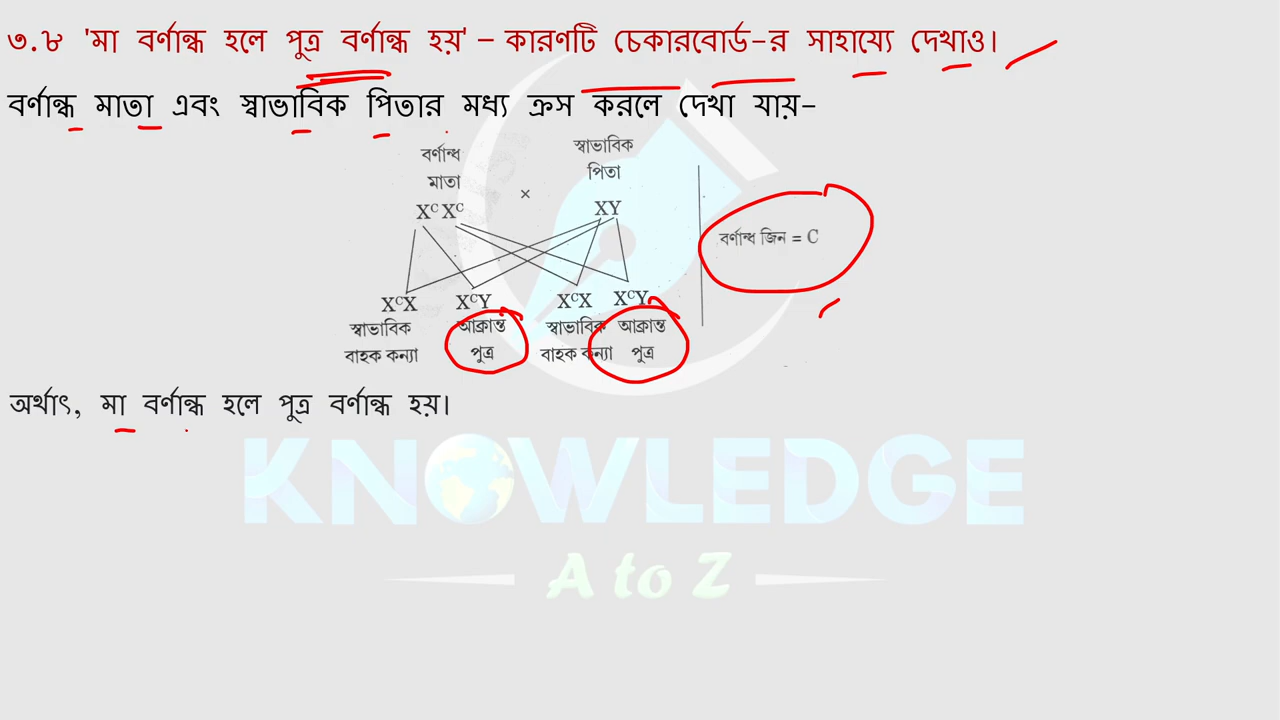 ৩.৮ 'মা বর্ণান্ধ হলে পুত্র বর্ণান্ধ হয়' – কারণটি চেকারবোর্ড-র সাহায্যে দেখাও।
বর্ণান্ধ মাতা এবং স্বাভাবিক পিতার মধ্য ক্রস করলে দেখা যায়–
বর্ণান্ধ মাতা
স্বাভাবিক পিতা
×
XᶜXᶜ XY
বর্ণান্ধ জিন = C
XᶜX XᶜY XᶜX XᶜY
স্বাভাবিক আক্রান্ত স্বাভাবিক আক্রান্ত
বাহক কন্যা পুত্র বাহক কন্যা পুত্র
অর্থাৎ, মা বর্ণান্ধ হলে পুত্র বর্ণান্ধ হয়।
KNOWLEDGE
A to Z